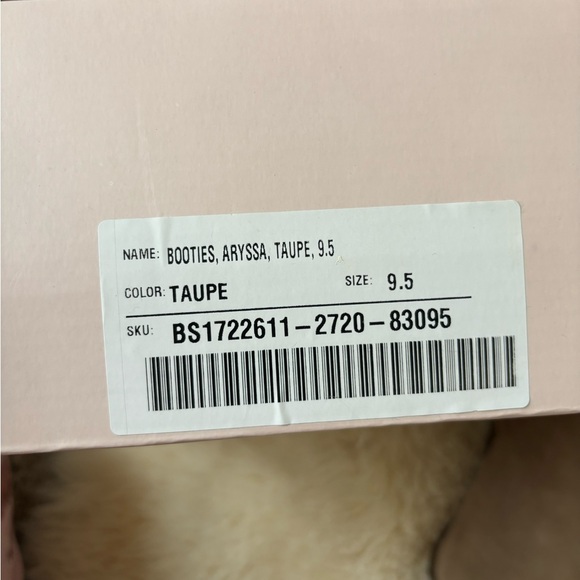 NAME: BOOTIES, ARYSSA, TAUPE, 9.5
COLOR: TAUPE SIZE: 9.5
SKU: BS1722611-2720-83095